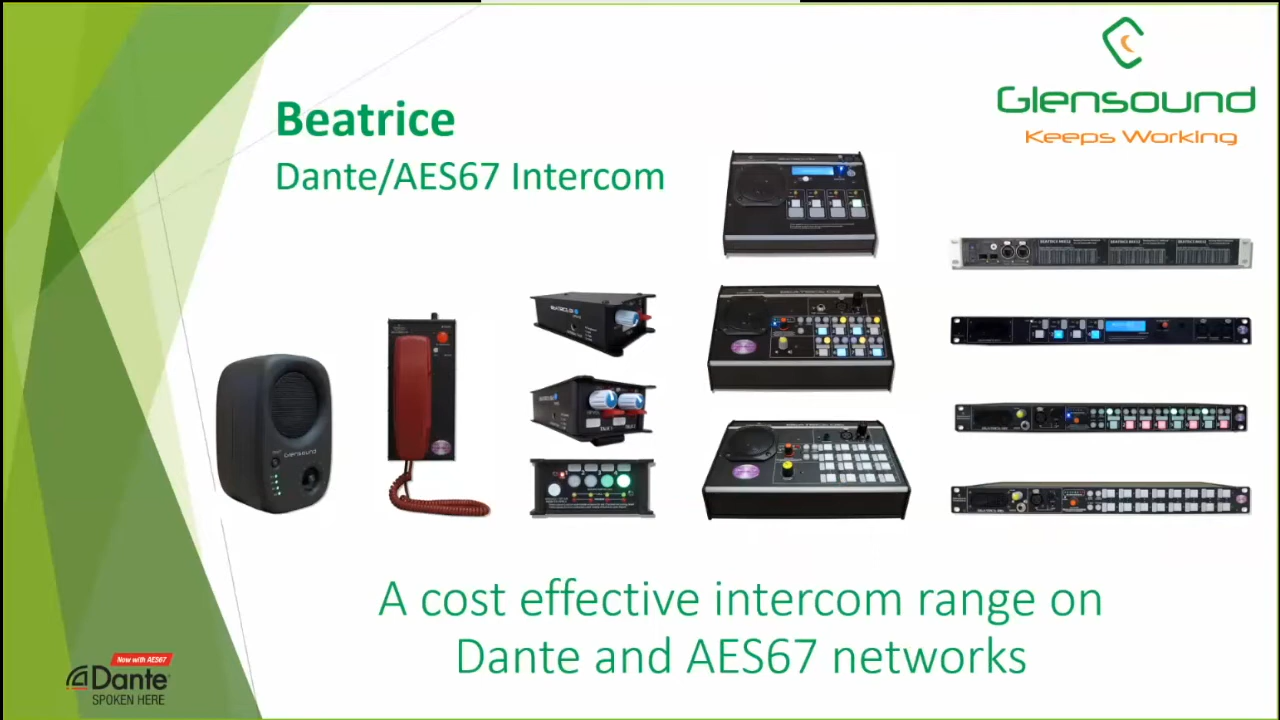 Beatrice
Dante/AES67 Intercom
Glensound
Keeps Working
Glensound
A cost effective intercom range on
Dante and AES67 networks
Now with AES67
Dante
SPOKEN HERE